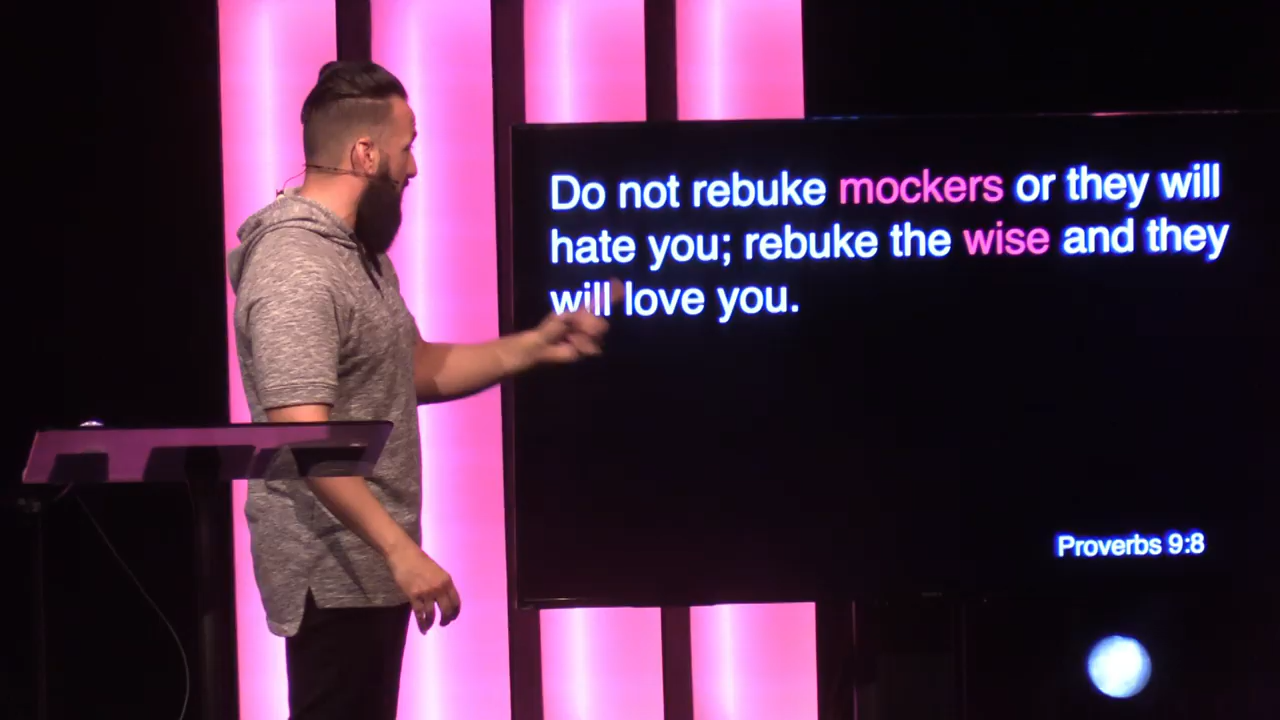 Do not rebuke mockers or they will
hate you; rebuke the wise and they
will love you.
Proverbs 9:8